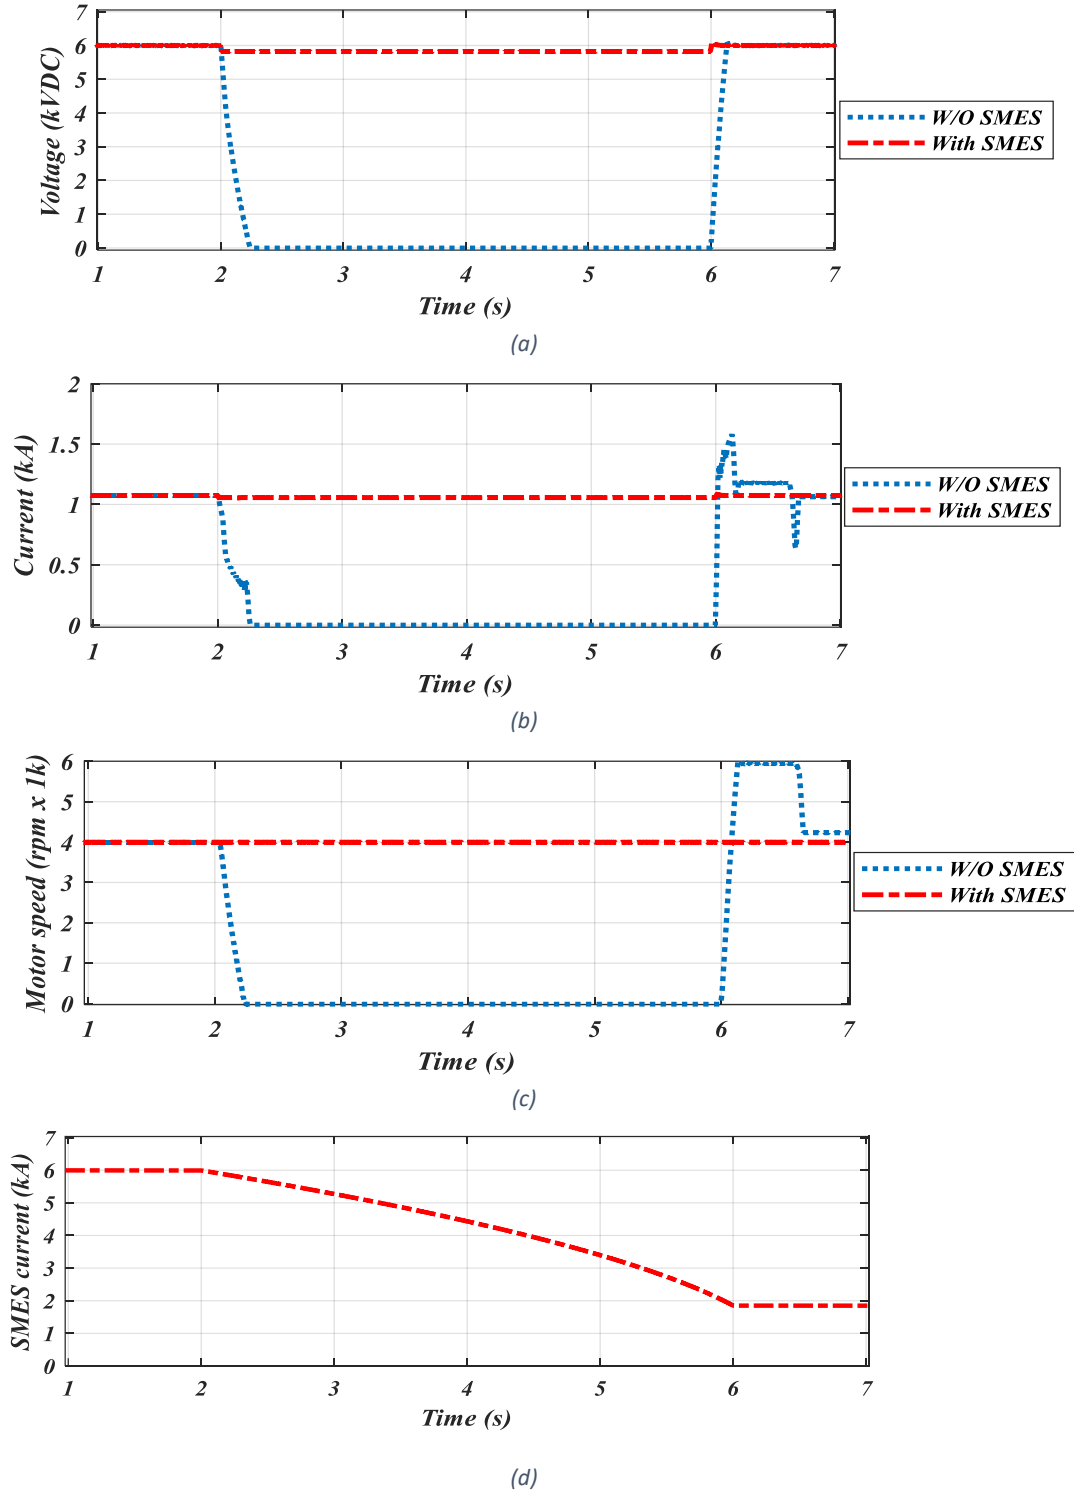 Voltage (kVDC)
7
6
5
4
3
2
1
0
1 2 3 4 5 6 7
Time (s)
W/O SMES
With SMES
(a)
Current (kA)
2
1.5
1
0.5
0
1 2 3 4 5 6 7
Time (s)
W/O SMES
With SMES
(b)
Motor speed (rpm x 1k)
6
5
4
3
2
1
0
1 2 3 4 5 6 7
Time (s)
W/O SMES
With SMES
(c)
SMES current (kA)
7
6
5
4
3
2
1
0
1 2 3 4 5 6 7
Time (s)
(d)